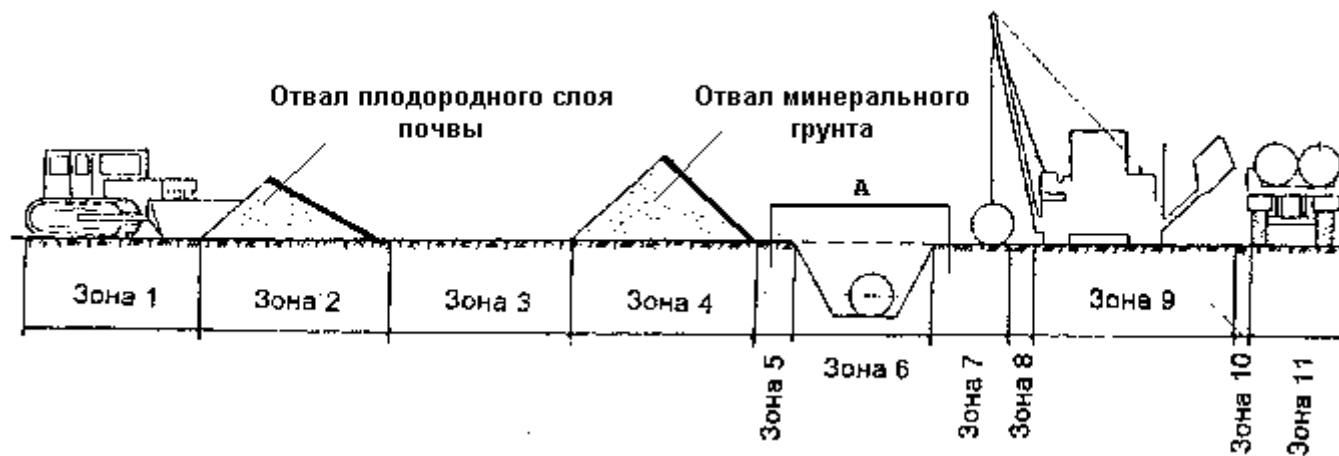 Отвал плодородного слоя
почвы
Отвал минерального
грунта
А
Зона 1
Зона 2
Зона 3
Зона 4
Зона 5
Зона 6
Зона 7
Зона 8
Зона 9
Зона 10
Зона 11